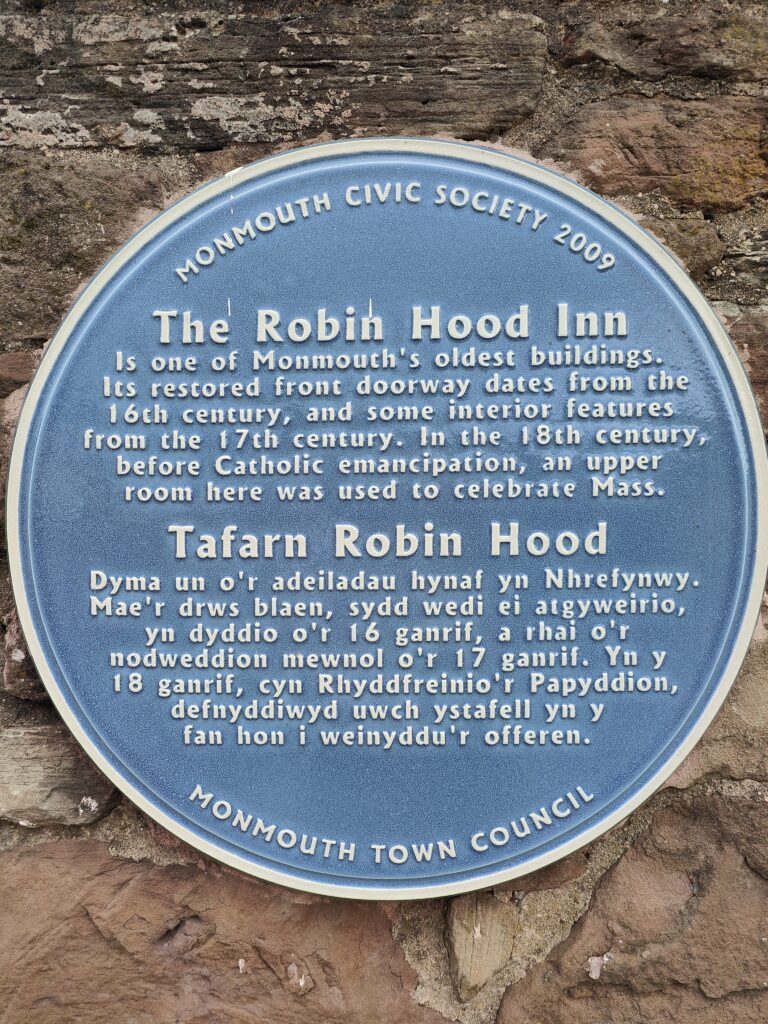 MONMOUTH CIVIC SOCIETY 2009
The Robin Hood Inn
Is one of Monmouth's oldest buildings.
Its restored front doorway dates from the
16th century, and some interior features
from the 17th century. In the 18th century,
before Catholic emancipation, an upper
room here was used to celebrate Mass.
Tafarn Robin Hood
Dyma un o'r adeiladau hynaf yn Nhrefynwy.
Mae'r drws blaen, sydd wedi ei atgyweirio,
yn dyddio o'r 16 ganrif, a rhai o'r
nodweddion mewnol o'r 17 ganrif. Yn y
18 ganrif, cyn Rhyddfreinio'r Papyddion,
defnyddiwyd uwch ystafell yn y
fan hon i weinyddu'r offeren.
MONMOUTH TOWN COUNCIL